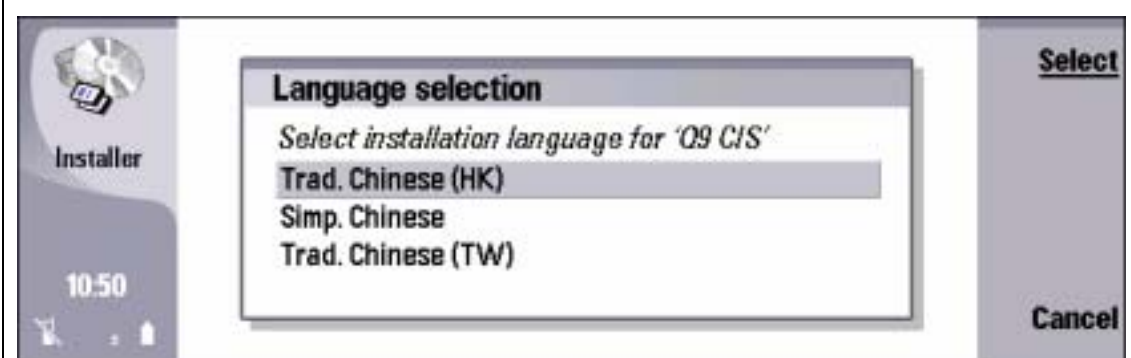 Installer
10:50
Language selection
Select installation language for ‘Q9 CIS’
Trad. Chinese (HK)
Simp. Chinese
Trad. Chinese (TW)
Select
Cancel